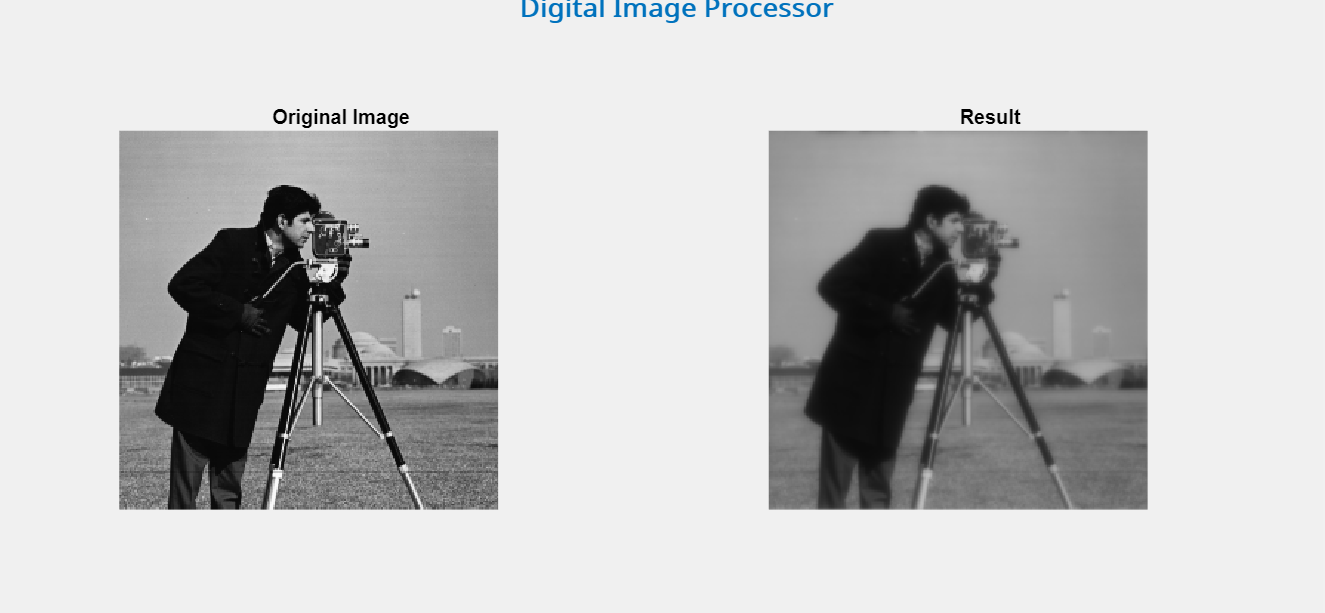 Digital Image Processor
Original Image
Result